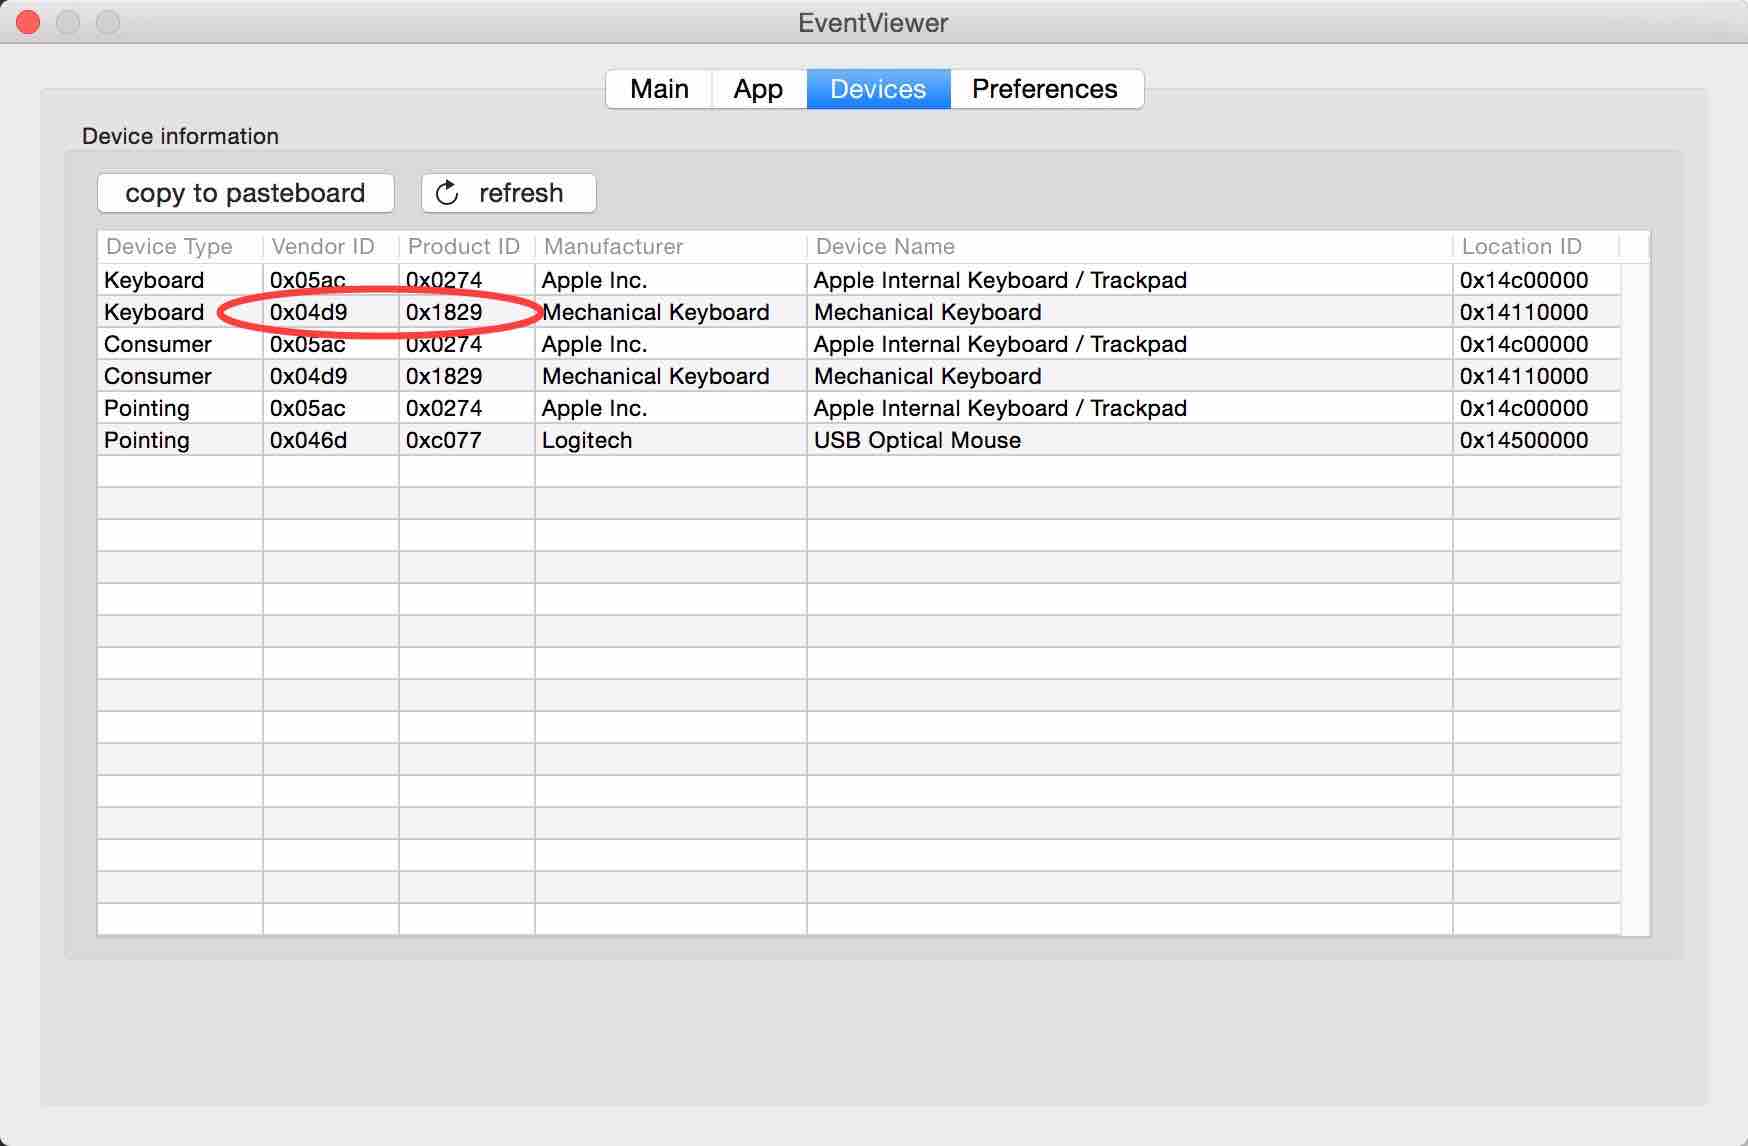 EventViewer
Main App Devices Preferences
Device information
copy to pasteboard refresh
Device Type Vendor ID Product ID Manufacturer Device Name Location ID
Keyboard 0x05ac 0x0274 Apple Inc. Apple Internal Keyboard / Trackpad 0x14c00000
Keyboard 0x04d9 0x1829 Mechanical Keyboard Mechanical Keyboard 0x14110000
Consumer 0x05ac 0x0274 Apple Inc. Apple Internal Keyboard / Trackpad 0x14c00000
Consumer 0x04d9 0x1829 Mechanical Keyboard Mechanical Keyboard 0x14110000
Pointing 0x05ac 0x0274 Apple Inc. Apple Internal Keyboard / Trackpad 0x14c00000
Pointing 0x046d 0xc077 Logitech USB Optical Mouse 0x14500000